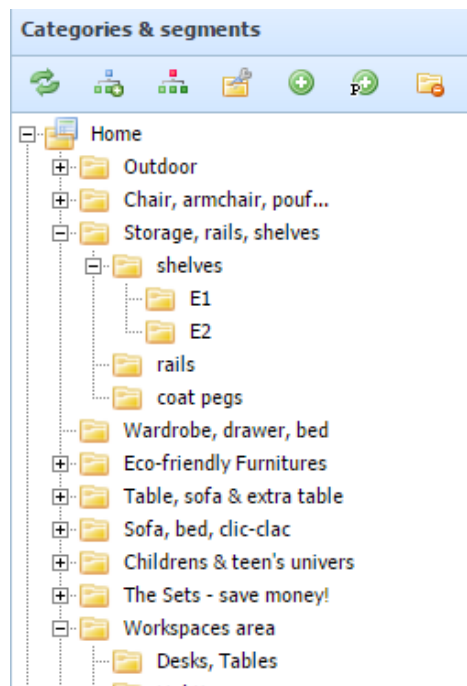 Categories & segments
P
Home
Outdoor
Chair, armchair, pouf...
Storage, rails, shelves
shelves
E1
E2
rails
coat pegs
Wardrobe, drawer, bed
Eco-friendly Furnitures
Table, sofa & extra table
Sofa, bed, clic-clac
Childrens & teen's univers
The Sets - save money!
Workspaces area
Desks, Tables